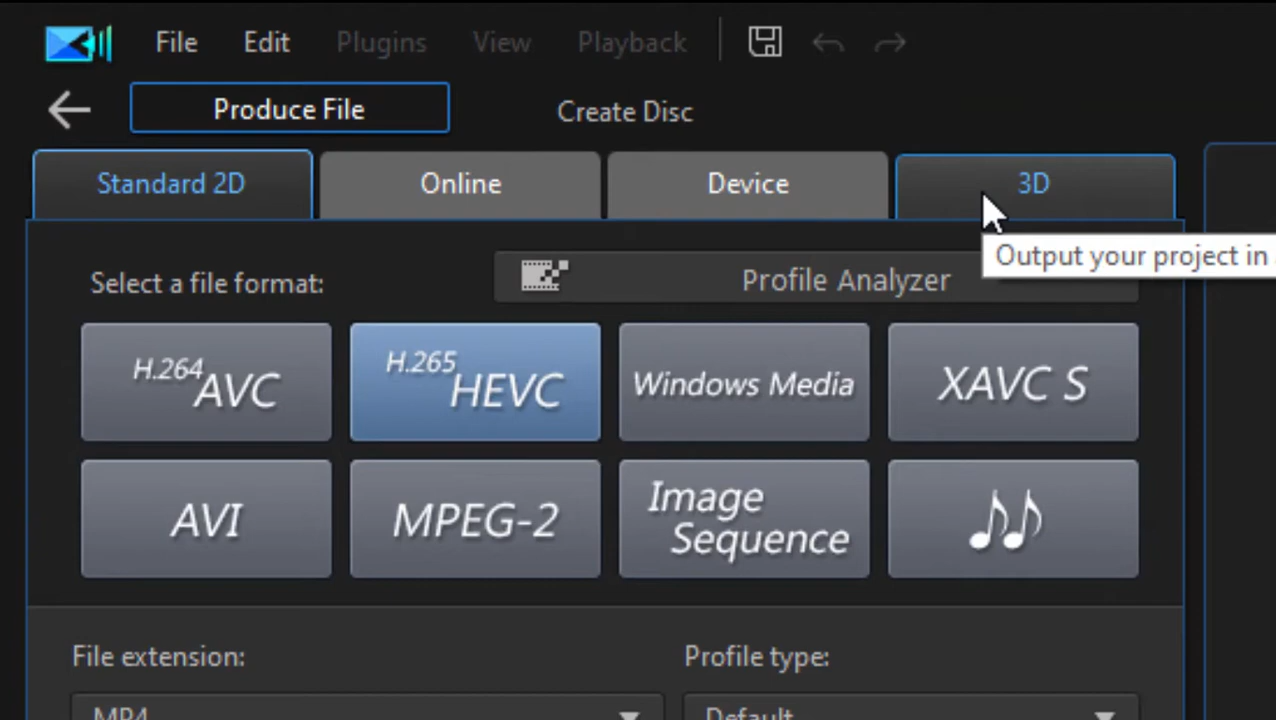 File Edit Plugins View Playback
Produce File Create Disc
Standard 2D Online Device 3D
Output your project in
Select a file format: Profile Analyzer
H.264 AVC H.265 HEVC Windows Media XAVC S
AVI MPEG-2 Image Sequence
File extension: Profile type:
MP4 Default